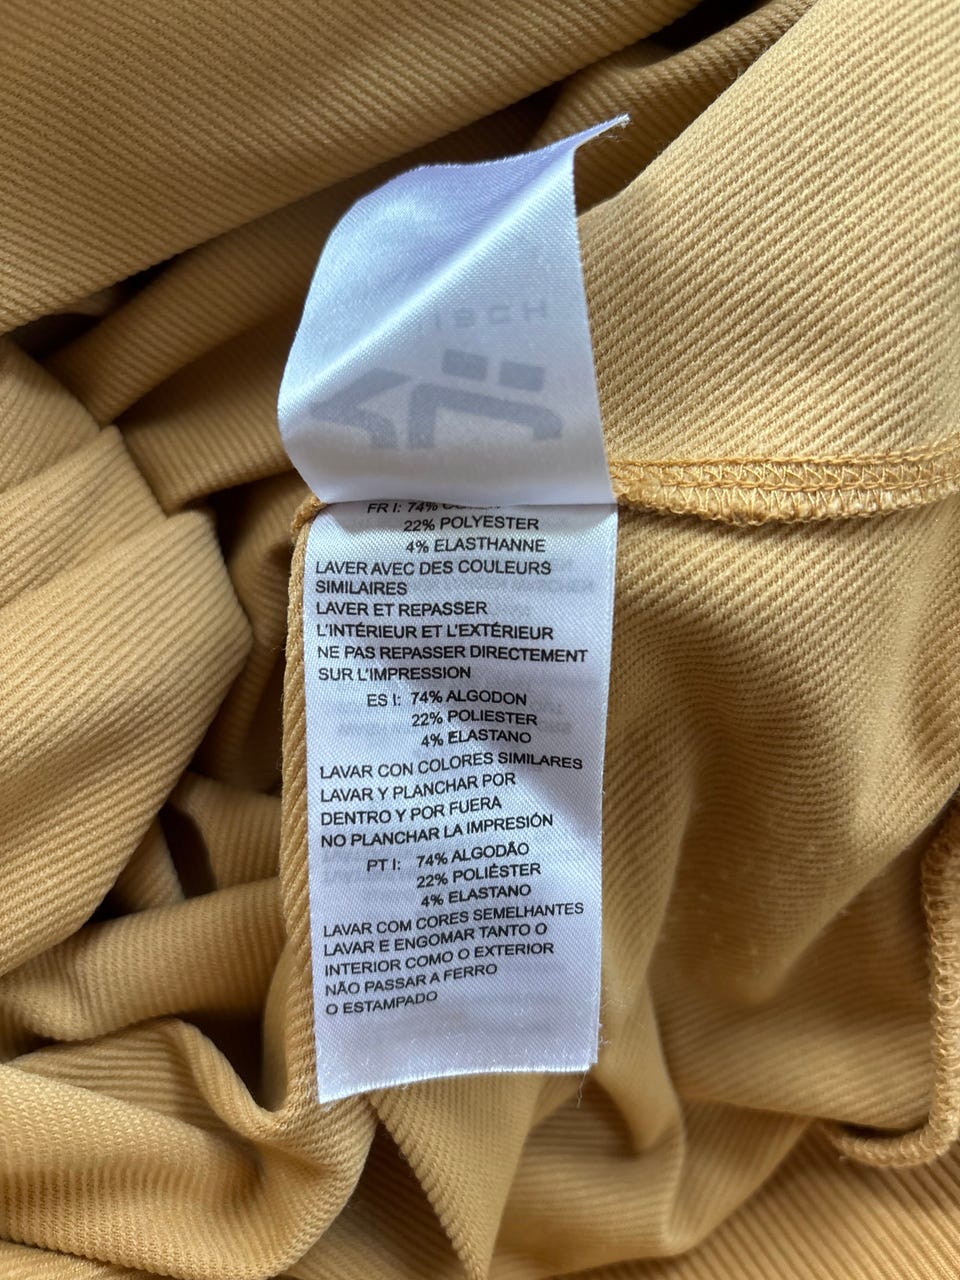 FR I: 74%
22% POLYESTER
4% ELASTHANNE
LAVER AVEC DES COULEURS
SIMILAIRES
LAVER ET REPASSER
L'INTÉRIEUR ET L'EXTÉRIEUR
NE PAS REPASSER DIRECTEMENT
SUR L'IMPRESSION
ES I: 74% ALGODON
22% POLIESTER
4% ELASTANO
LAVAR CON COLORES SIMILARES
LAVAR Y PLANCHAR POR
DENTRO Y POR FUERA
NO PLANCHAR LA IMPRESIÓN
PT I: 74% ALGODÃO
22% POLIÉSTER
4% ELASTANO
LAVAR COM CORES SEMELHANTES
LAVAR E ENGOMAR TANTO O
INTERIOR COMO O EXTERIOR
NÃO PASSAR A FERRO
O ESTAMPADO